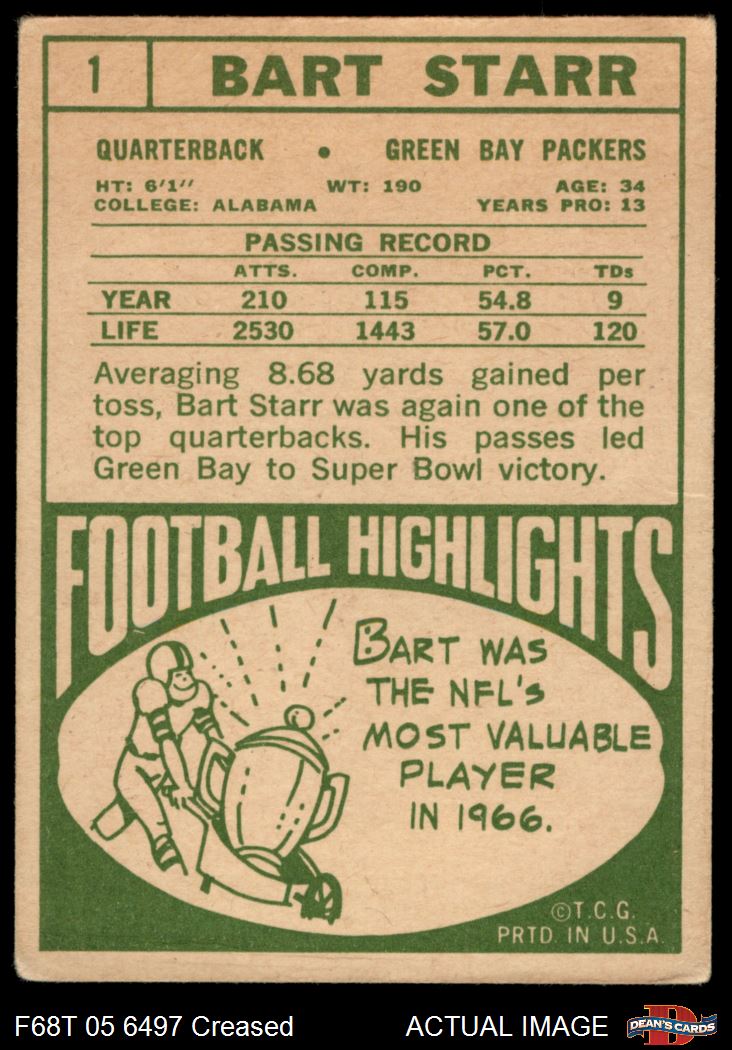 1 BART STARR
QUARTERBACK • GREEN BAY PACKERS
HT: 6'1" WT: 190 AGE: 34
COLLEGE: ALABAMA YEARS PRO: 13
PASSING RECORD
ATTS. COMP. PCT. TDs
YEAR 210 115 54.8 9
LIFE 2530 1443 57.0 120
Averaging 8.68 yards gained per
toss, Bart Starr was again one of the
top quarterbacks. His passes led
Green Bay to Super Bowl victory.
FOOTBALL HIGHLIGHTS
BART WAS
THE NFL'S
MOST VALUABLE
PLAYER
IN 1966.
©T.C.G.
PRTD. IN U.S.A.
F68T 05 6497 Creased ACTUAL IMAGE DEAN'S CARDS